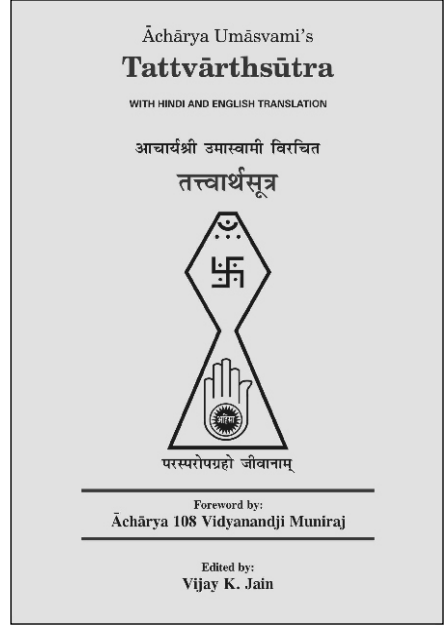 Āchārya Umāsvami's
Tattvārthsūtra
WITH HINDI AND ENGLISH TRANSLATION
आचार्यश्री उमास्वामी विरचित
तत्त्वार्थसूत्र
अहिंसा
परस्परोपग्रहो जीवानाम्
Foreword by:
Āchārya 108 Vidyanandji Muniraj
Edited by:
Vijay K. Jain